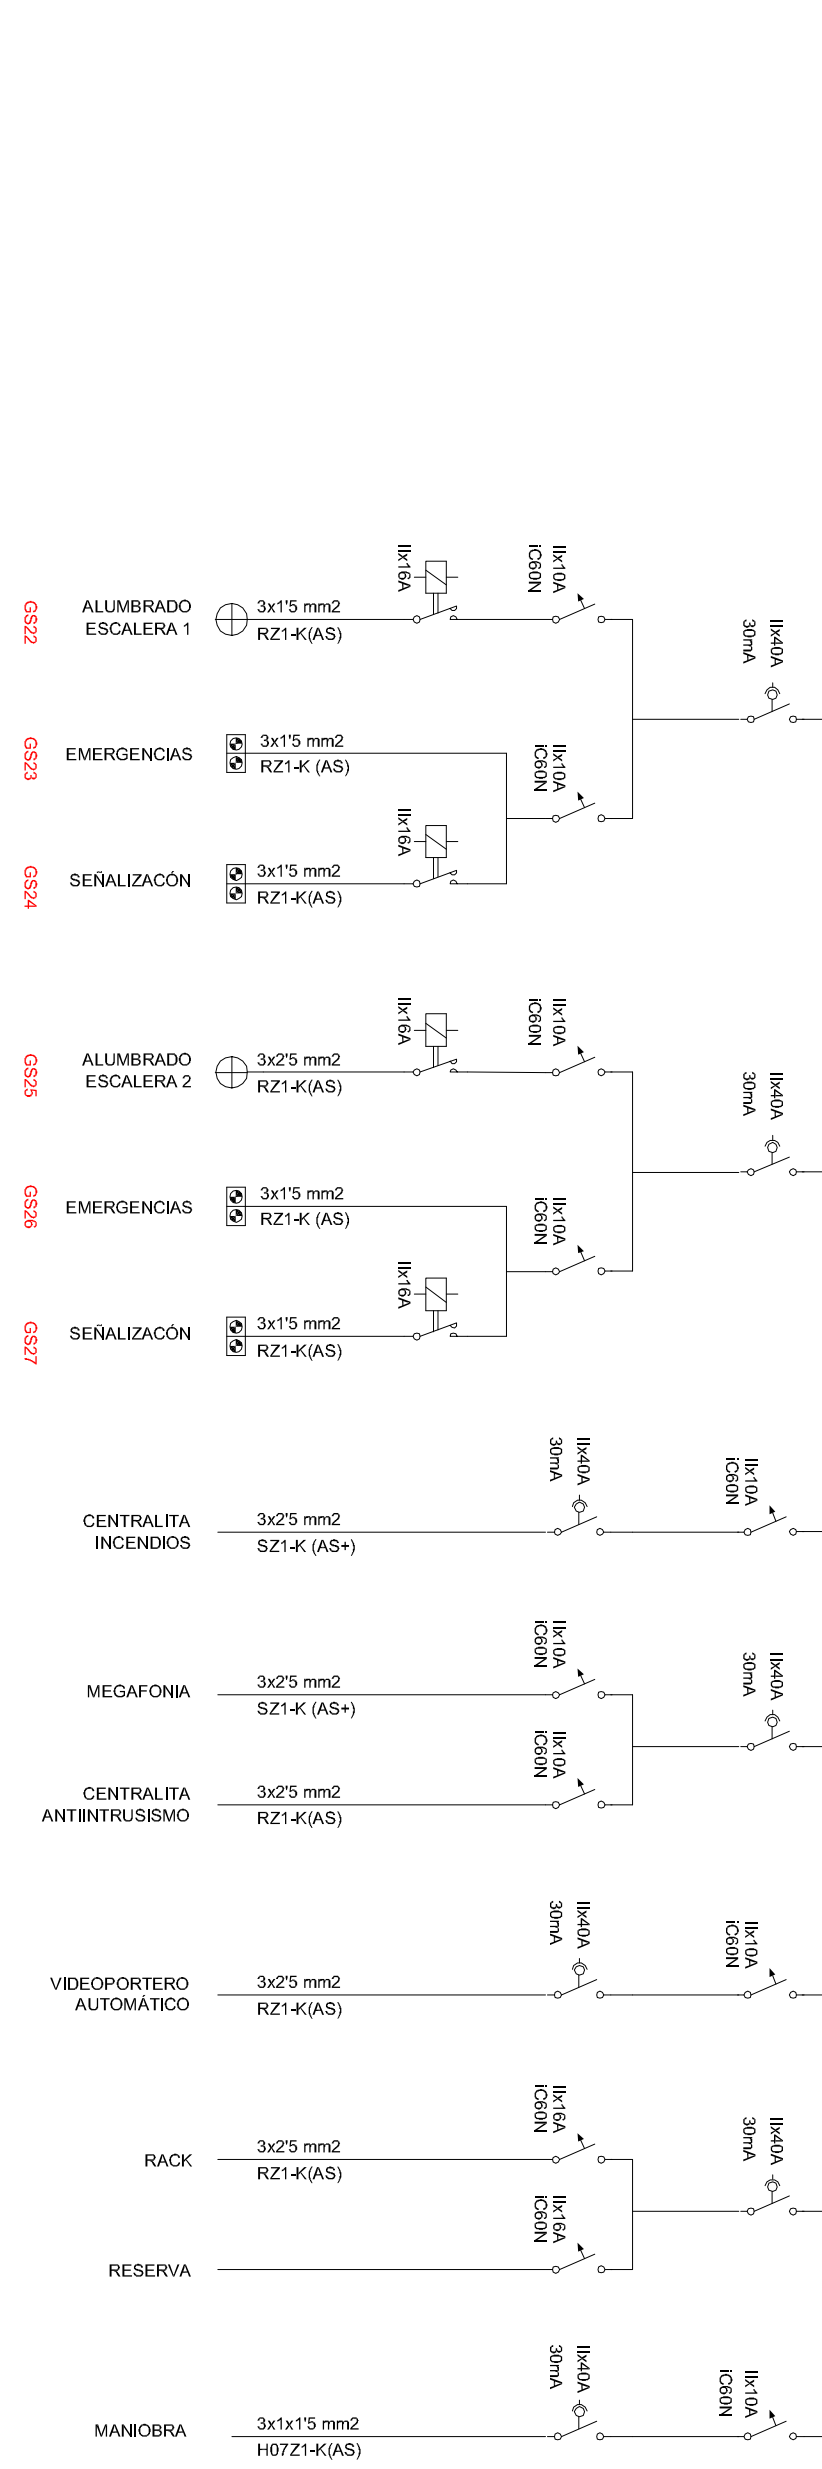 IIx16A
IIx10A
iC60N
GS22
ALUMBRADO
ESCALERA 1
3x1'5 mm2
RZ1-K(AS)
IIx40A
30mA
GS23
EMERGENCIAS
3x1'5 mm2
RZ1-K (AS)
IIx10A
iC60N
IIx16A
GS24
SEÑALIZACÓN
3x1'5 mm2
RZ1-K(AS)
IIx16A
IIx10A
iC60N
GS25
ALUMBRADO
ESCALERA 2
3x2'5 mm2
RZ1-K(AS)
IIx40A
30mA
GS26
EMERGENCIAS
3x1'5 mm2
RZ1-K (AS)
IIx10A
iC60N
IIx16A
GS27
SEÑALIZACÓN
3x1'5 mm2
RZ1-K(AS)
IIx40A
30mA
IIx10A
iC60N
CENTRALITA
INCENDIOS
3x2'5 mm2
SZ1-K (AS+)
IIx10A
iC60N
IIx40A
30mA
MEGAFONIA
3x2'5 mm2
SZ1-K (AS+)
IIx10A
iC60N
CENTRALITA
ANTIINTRUSISMO
3x2'5 mm2
RZ1-K(AS)
IIx40A
30mA
IIx10A
iC60N
VIDEOPORTERO
AUTOMÁTICO
3x2'5 mm2
RZ1-K(AS)
IIx16A
iC60N
IIx40A
30mA
RACK
3x2'5 mm2
RZ1-K(AS)
IIx16A
iC60N
RESERVA
IIx40A
30mA
IIx10A
iC60N
MANIOBRA
3x1x1'5 mm2
H07Z1-K(AS)